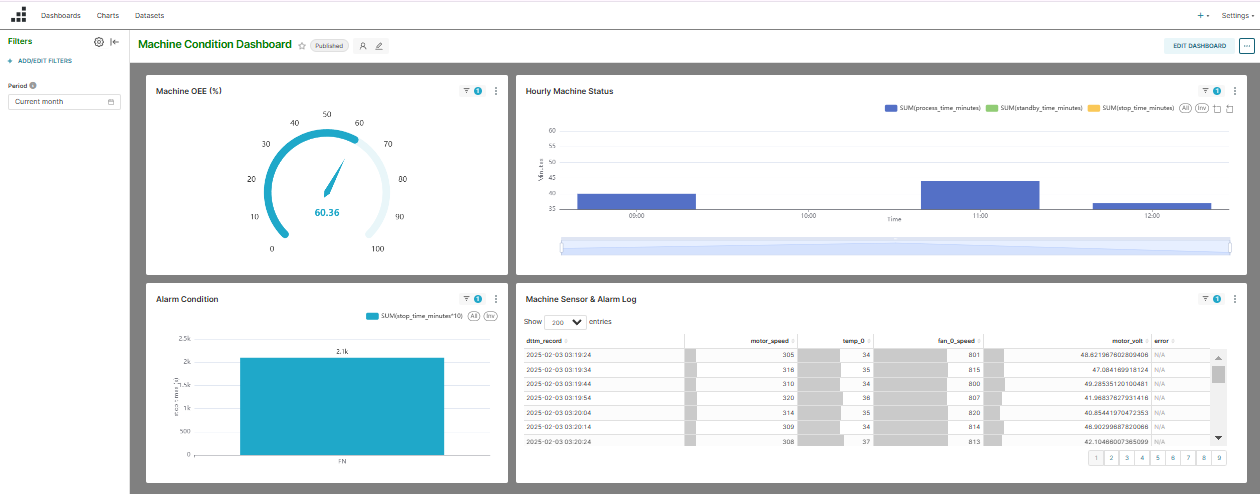 Dashboards Charts Datasets + Settings
Filters
+ ADD/EDIT FILTERS
Period
Current month
Machine Condition Dashboard Published EDIT DASHBOARD ...
Machine OEE (%) 1
0
10
20
30
40
50
60
70
80
90
100
60.36
Hourly Machine Status 1
SUM(process_time_minutes) SUM(standby_time_minutes) SUM(stop_time_minutes) All Inv
Minutes
60
55
50
45
40
35
09:00 10:00 11:00 12:00
Time
Alarm Condition 1
SUM(stop_time_minutes*10) All Inv
2.5k
2k
1.5k
1k
500
0
2.1k
FN
Machine Sensor & Alarm Log 1
Show 200 entries
dttm_record motor_speed temp_0 fan_0_speed motor_volt error
2025-02-03 03:19:24 305 34 801 48.621967602809406 N/A
2025-02-03 03:19:34 316 35 815 47.084169918124 N/A
2025-02-03 03:19:44 310 34 800 49.28535120100481 N/A
2025-02-03 03:19:54 320 36 807 41.96837627931416 N/A
2025-02-03 03:20:04 314 35 820 40.85441970472353 N/A
2025-02-03 03:20:14 309 34 814 46.90299687820066 N/A
2025-02-03 03:20:24 308 37 813 42.10466007365099 N/A
1 2 3 4 5 6 7 8 9